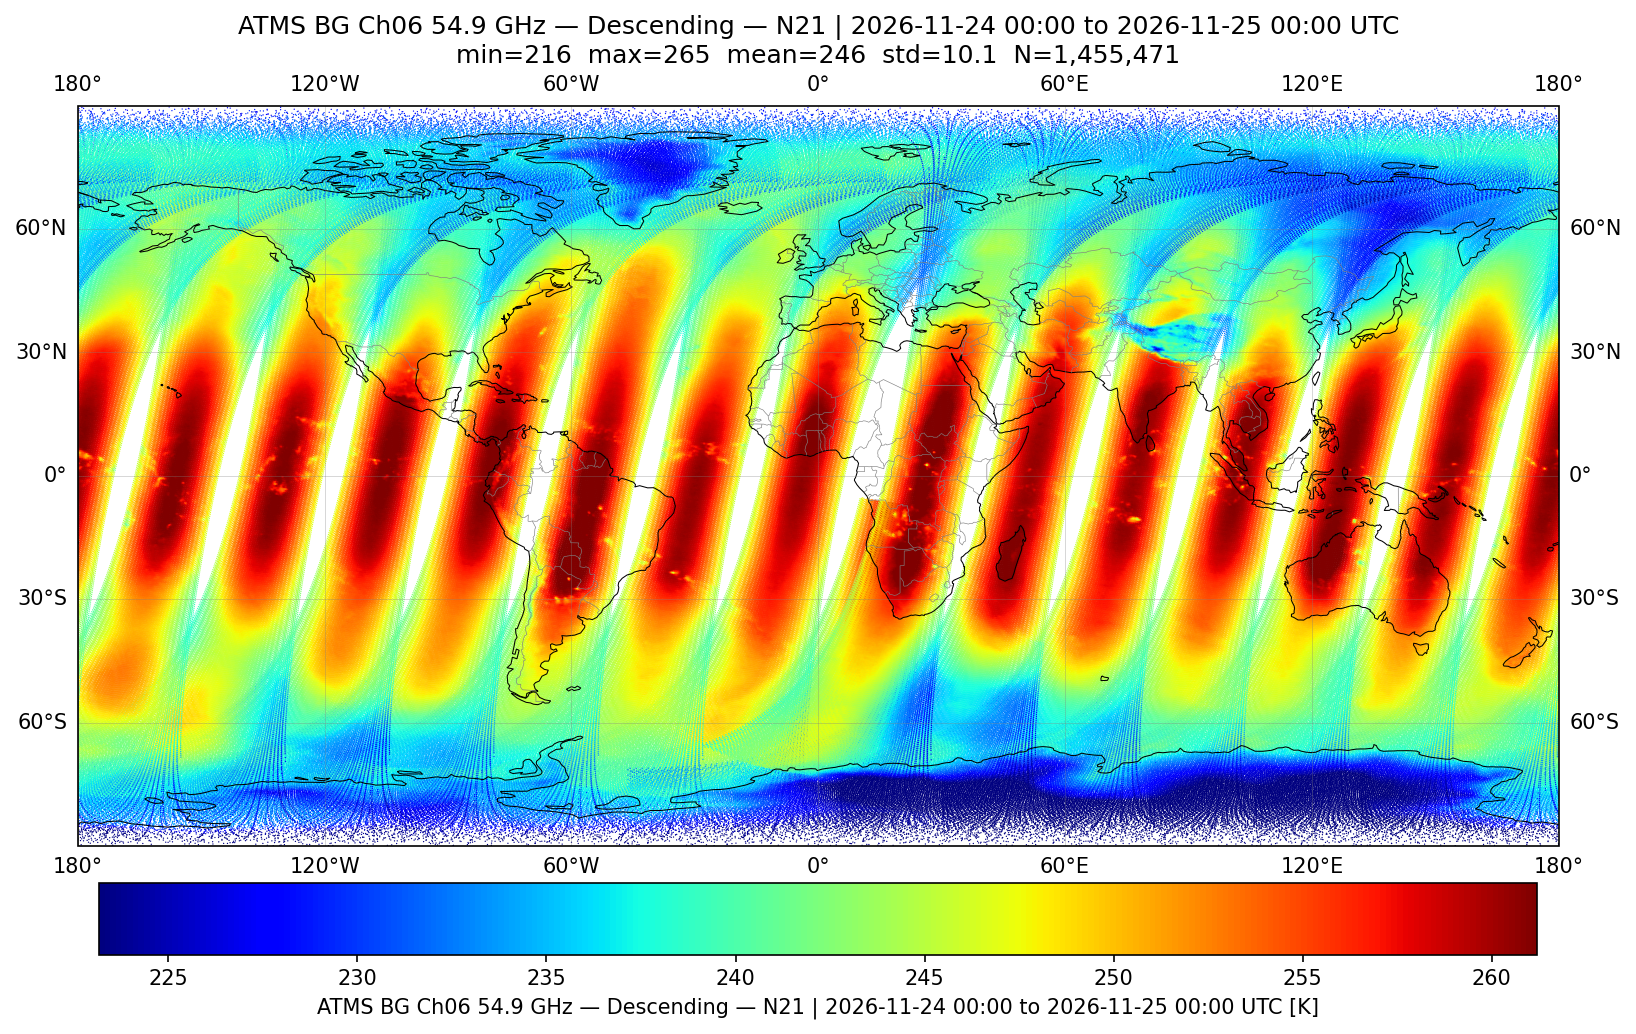 ATMS BG Ch06 54.9 GHz — Descending — N21 | 2026-11-24 00:00 to 2026-11-25 00:00 UTC
min=216 max=265 mean=246 std=10.1 N=1,455,471
180° 120°W 60°W 0° 60°E 120°E 180°
60°N 60°N
30°N 30°N
0° 0°
30°S 30°S
60°S 60°S
180° 120°W 60°W 0° 60°E 120°E 180°
225 230 235 240 245 250 255 260
ATMS BG Ch06 54.9 GHz — Descending — N21 | 2026-11-24 00:00 to 2026-11-25 00:00 UTC [K]